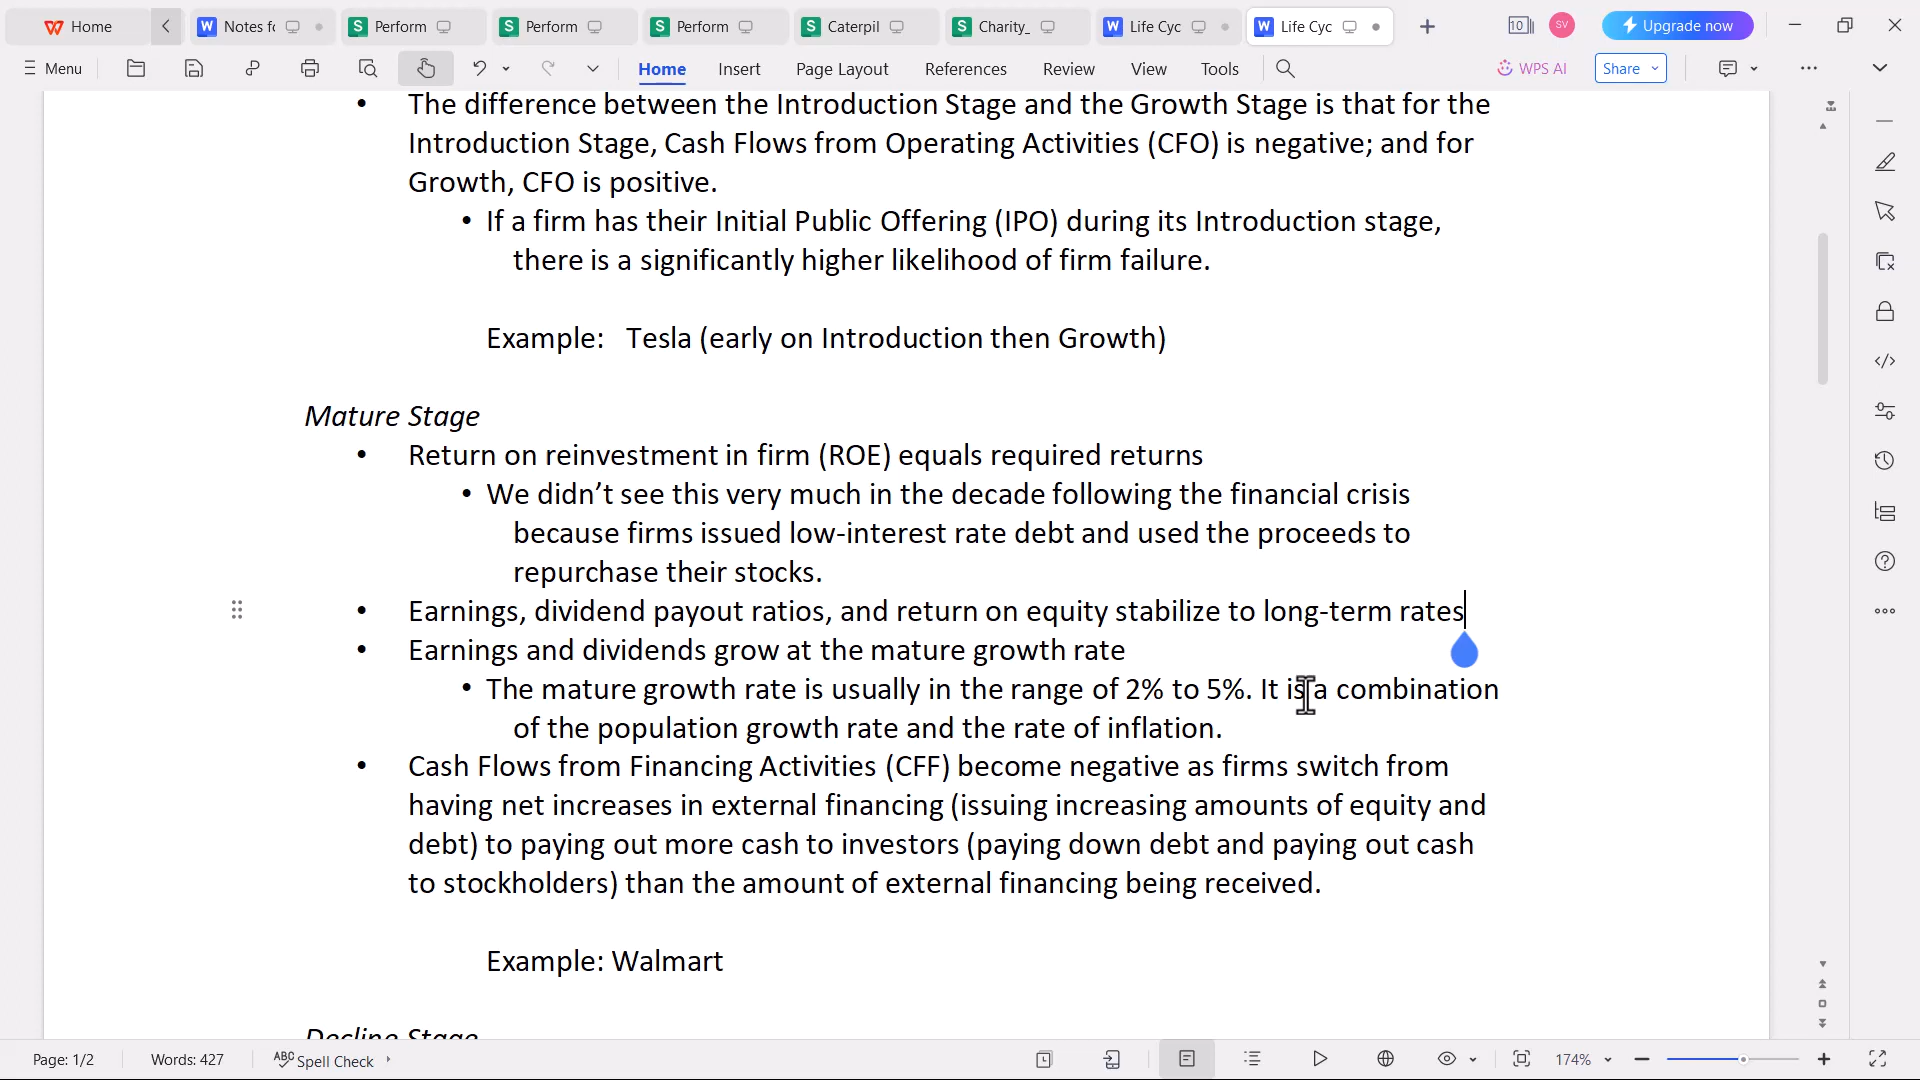 Home
Notes fo
Perform
Perform
Perform
Caterpil
Charity_
Life Cyc
Life Cyc
10
SV
Upgrade now
Menu
Home
Insert
Page Layout
References
Review
View
Tools
WPS AI
Share
• The difference between the Introduction Stage and the Growth Stage is that for the
Introduction Stage, Cash Flows from Operating Activities (CFO) is negative; and for
Growth, CFO is positive.
• If a firm has their Initial Public Offering (IPO) during its Introduction stage,
there is a significantly higher likelihood of firm failure.
Example: Tesla (early on Introduction then Growth)
Mature Stage
• Return on reinvestment in firm (ROE) equals required returns
• We didn’t see this very much in the decade following the financial crisis
because firms issued low-interest rate debt and used the proceeds to
repurchase their stocks.
• Earnings, dividend payout ratios, and return on equity stabilize to long-term rates
• Earnings and dividends grow at the mature growth rate
• The mature growth rate is usually in the range of 2% to 5%. It is a combination
of the population growth rate and the rate of inflation.
• Cash Flows from Financing Activities (CFF) become negative as firms switch from
having net increases in external financing (issuing increasing amounts of equity and
debt) to paying out more cash to investors (paying down debt and paying out cash
to stockholders) than the amount of external financing being received.
Example: Walmart
Decline Stage
Page: 1/2
Words: 427
ABC Spell Check
174%